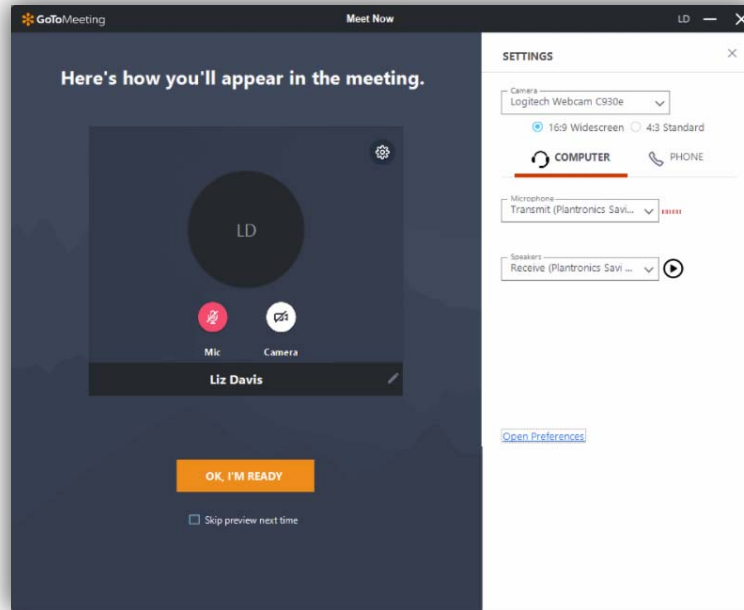 GoToMeeting
Meet Now
LD
Here's how you'll appear in the meeting.
LD
Mic
Camera
Liz Davis
OK, I'M READY
Skip preview next time
SETTINGS
Camera
Logitech Webcam C930e
16:9 Widescreen
4:3 Standard
COMPUTER
PHONE
Microphone
Transmit (Plantronics Savi...
Speakers
Receive (Plantronics Savi ...
Open Preferences